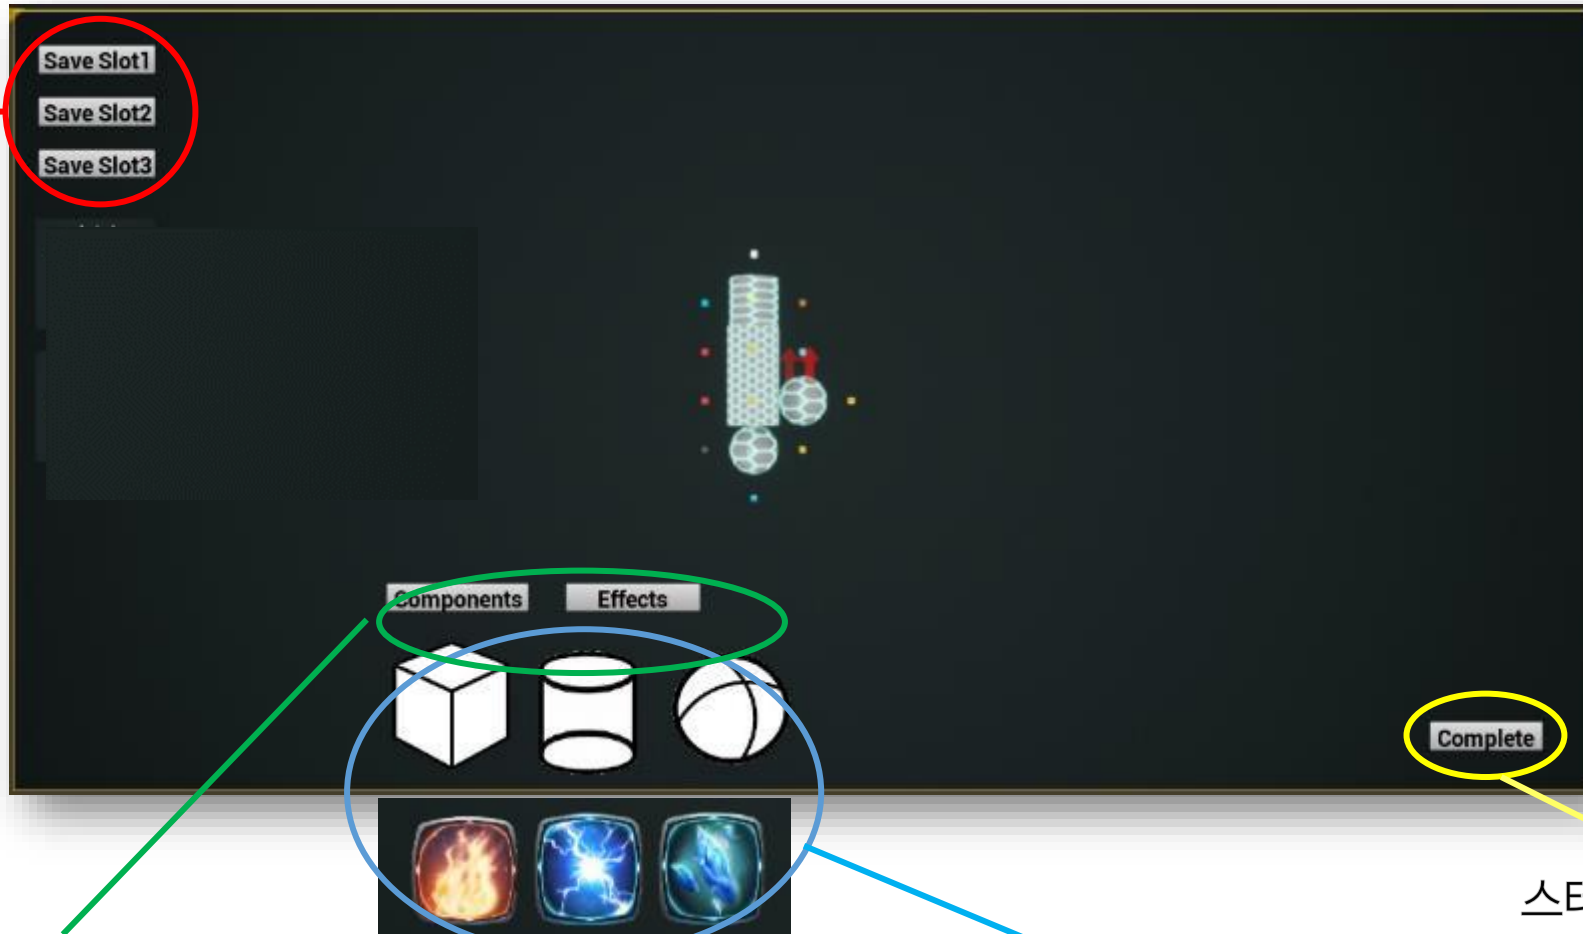 Save Slot1
Save Slot2
Save Slot3
Components
Effects
Complete